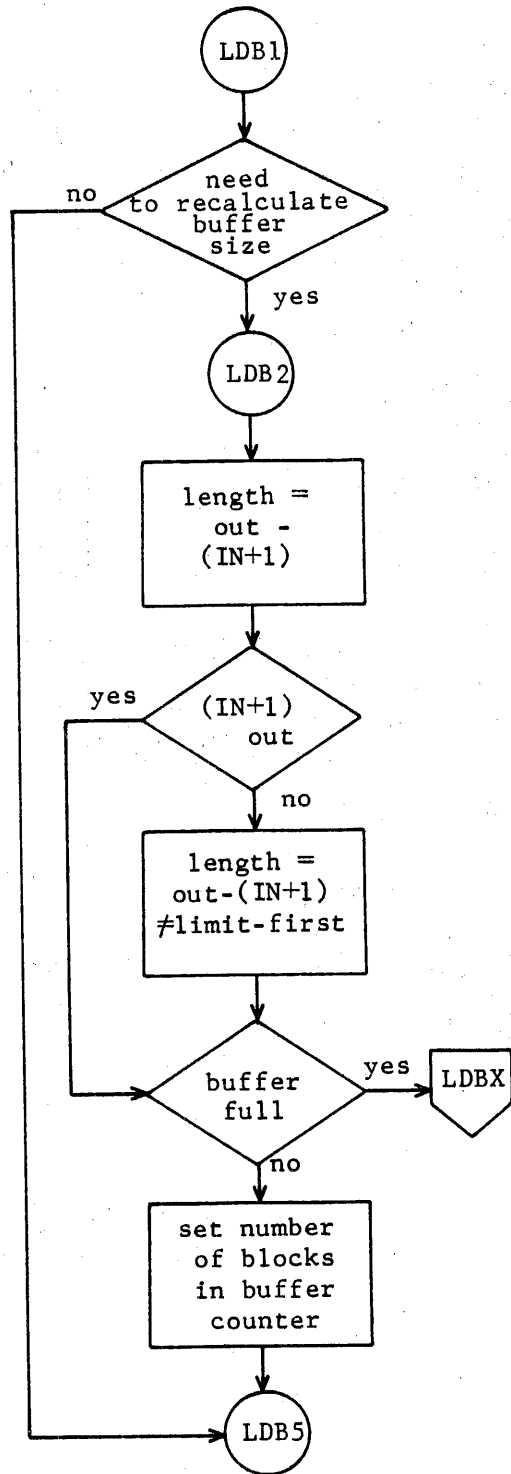 LDB1
need
to recalculate
buffer
size
no
yes
LDB2
length =
out -
(IN+1)
(IN+1)
out
yes
no
length =
out-(IN+1)
≠limit-first
buffer
full
yes
LDBX
no
set number
of blocks
in buffer
counter
LDB5